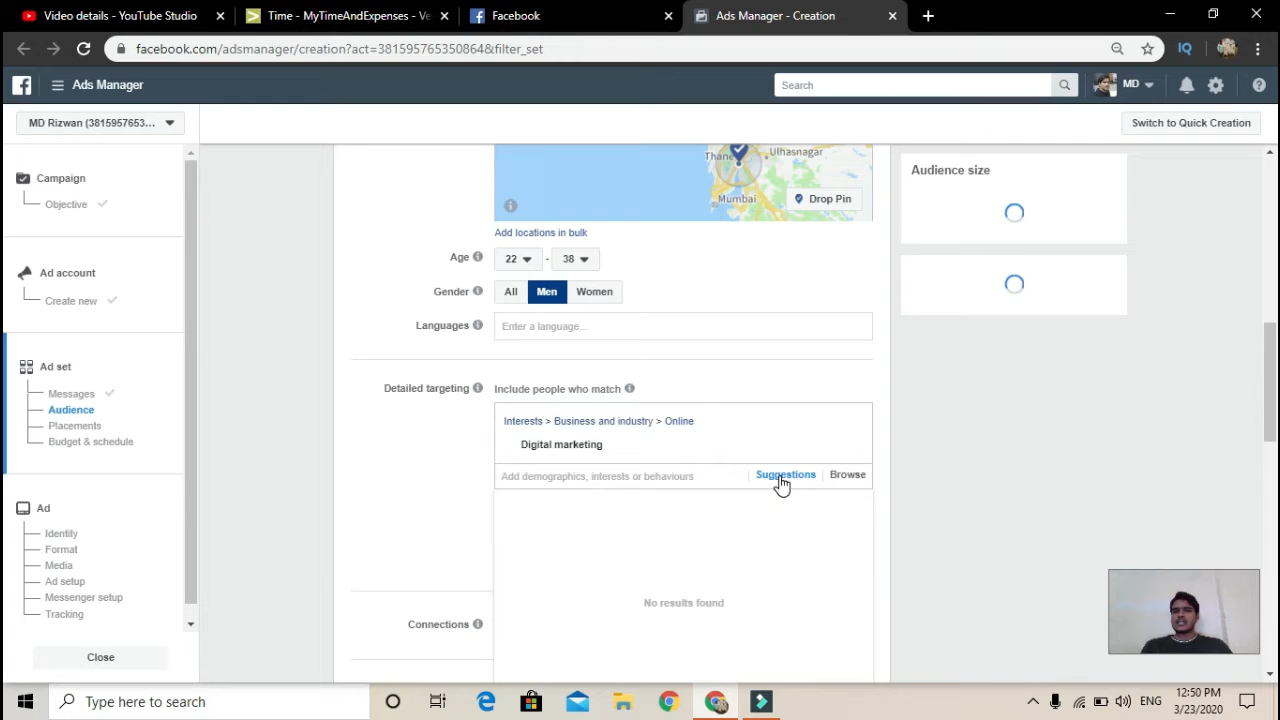 video details - YouTube Studio
Time - MyTimeAndExpenses - Ve
Facebook
Ads Manager - Creation
facebook.com/adsmanager/creation?act=3815957653508648&filter_set
Ads Manager
Search
MD
MD Rizwan (3815957653...
Switch to Quick Creation
Campaign
Objective
Ad account
Create new
Ad set
Messages
Audience
Placements
Budget & schedule
Ad
Identity
Format
Media
Ad setup
Messenger setup
Tracking
Close
Thane
Ulhasnagar
Mumbai
Drop Pin
Add locations in bulk
Age 22 - 38
Gender All Men Women
Languages Enter a language...
Detailed targeting Include people who match
Interests > Business and industry > Online
Digital marketing
Add demographics, interests or behaviours Suggestions Browse
No results found
Connections
Audience size
Type here to search
ENG
12:50 PM
3/23/2020